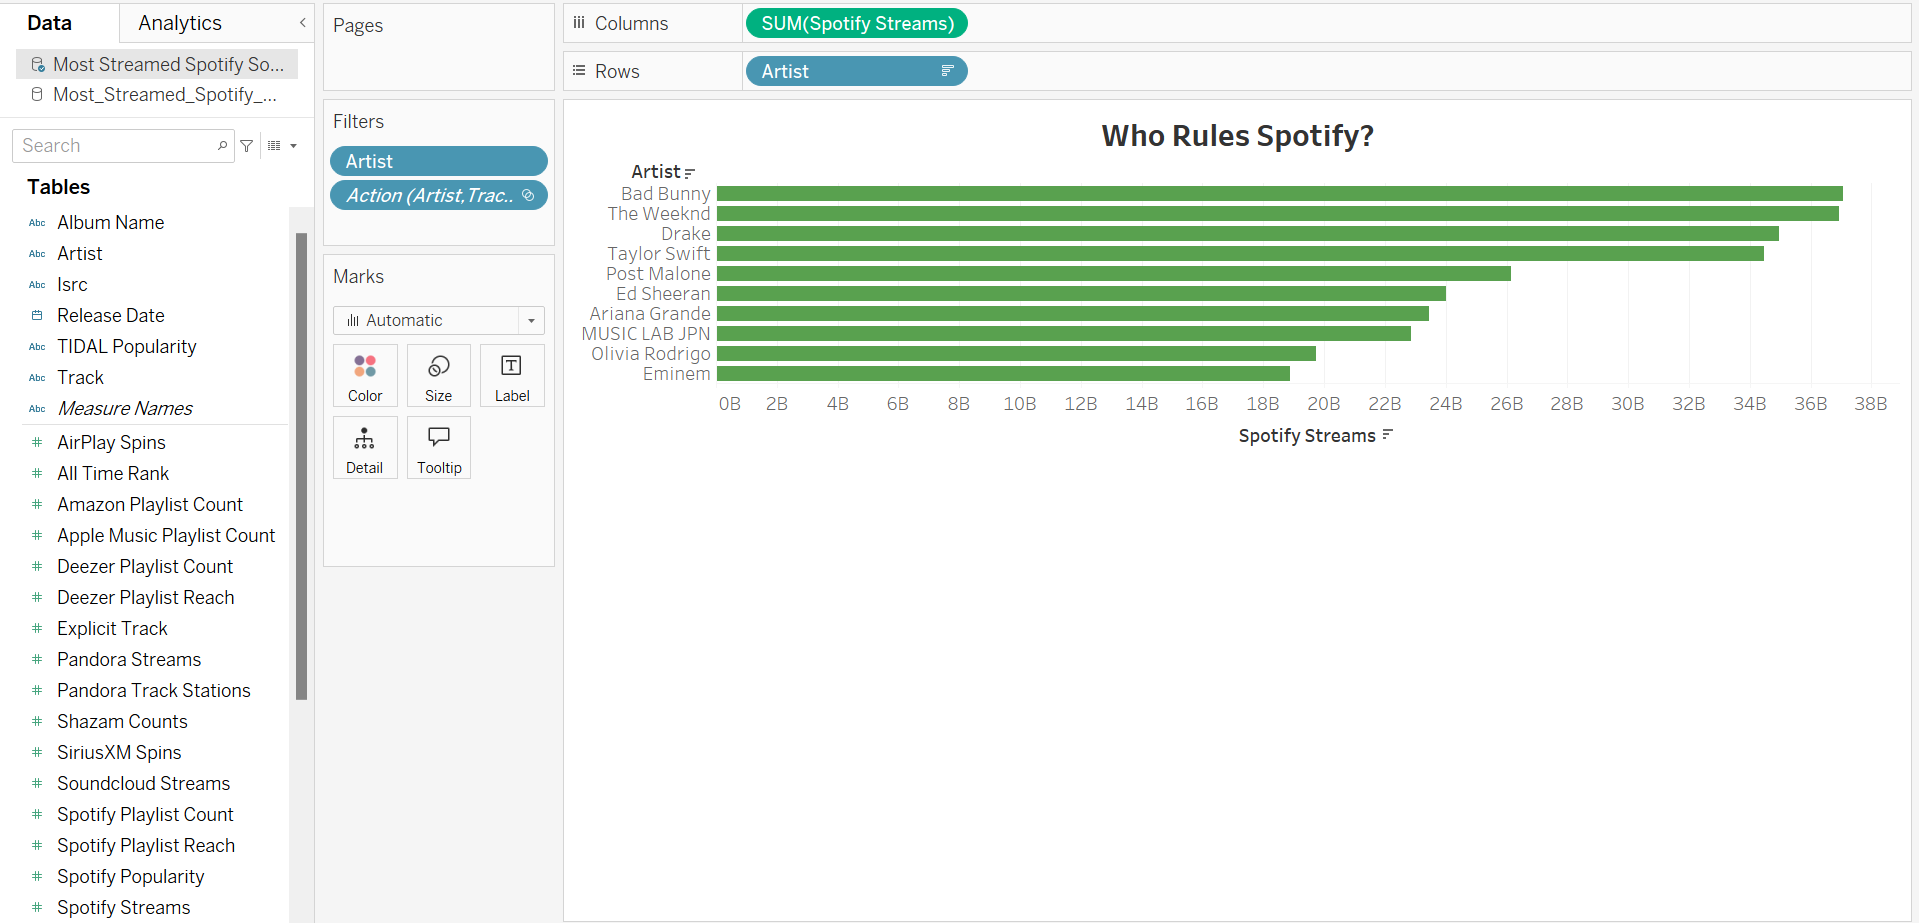 Data
Analytics
Most Streamed Spotify So...
Most_Streamed_Spotify_...
Search
Tables
Abc Album Name
Abc Artist
Abc Isrc
Release Date
Abc TIDAL Popularity
Abc Track
Abc Measure Names
# AirPlay Spins
# All Time Rank
# Amazon Playlist Count
# Apple Music Playlist Count
# Deezer Playlist Count
# Deezer Playlist Reach
# Explicit Track
# Pandora Streams
# Pandora Track Stations
# Shazam Counts
# SiriusXM Spins
# Soundcloud Streams
# Spotify Playlist Count
# Spotify Playlist Reach
# Spotify Popularity
# Spotify Streams
Pages
Filters
Artist
Action (Artist,Trac..
Marks
Automatic
Color
Size
Label
Detail
Tooltip
Columns
SUM(Spotify Streams)
Rows
Artist
Who Rules Spotify?
Artist
Bad Bunny
The Weeknd
Drake
Taylor Swift
Post Malone
Ed Sheeran
Ariana Grande
MUSIC LAB JPN
Olivia Rodrigo
Eminem
0B 2B 4B 6B 8B 10B 12B 14B 16B 18B 20B 22B 24B 26B 28B 30B 32B 34B 36B 38B
Spotify Streams